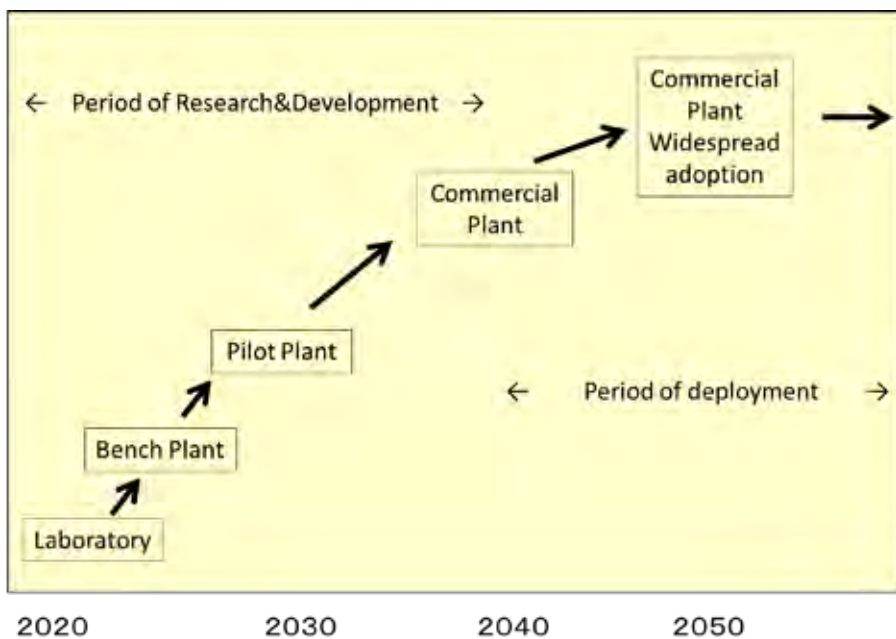 ← Period of Research&Development →
Commercial
Plant
Widespread
adoption
Commercial
Plant
Pilot Plant
← Period of deployment →
Bench Plant
Laboratory
2020 2030 2040 2050